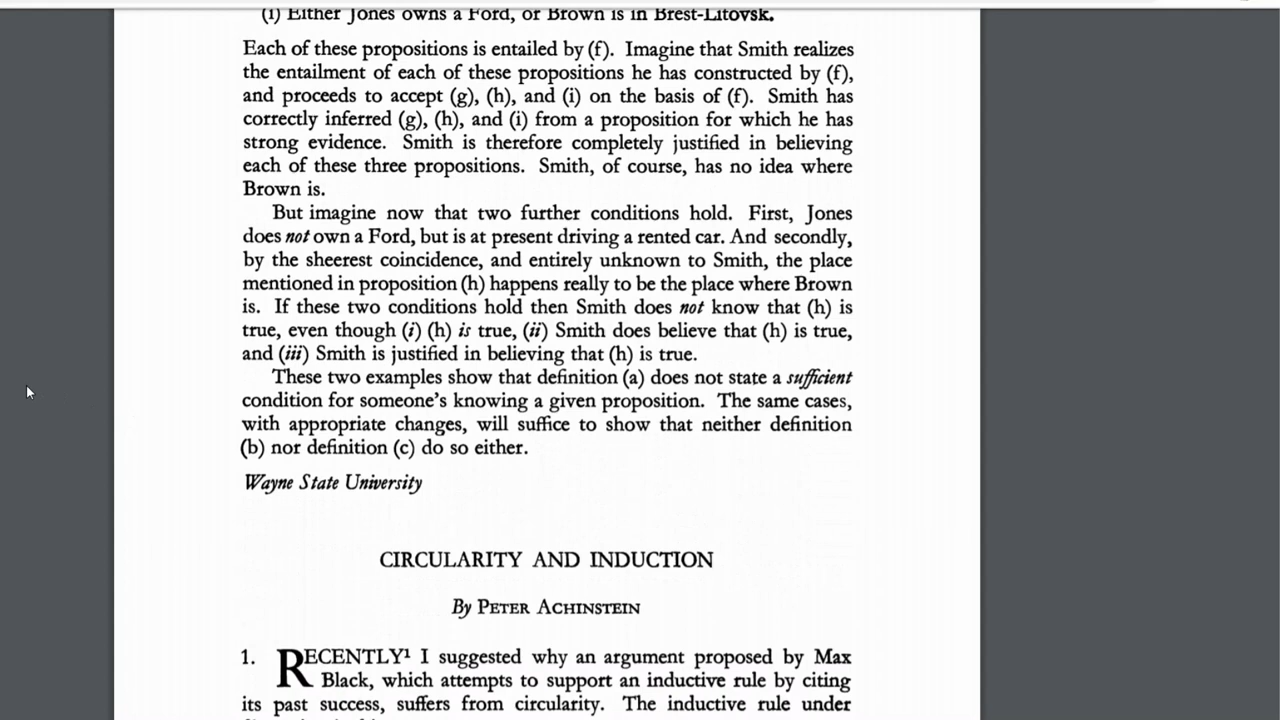 (i) Either Jones owns a Ford, or Brown is in Brest-Litovsk.
Each of these propositions is entailed by (f). Imagine that Smith realizes
the entailment of each of these propositions he has constructed by (f),
and proceeds to accept (g), (h), and (i) on the basis of (f). Smith has
correctly inferred (g), (h), and (i) from a proposition for which he has
strong evidence. Smith is therefore completely justified in believing
each of these three propositions. Smith, of course, has no idea where
Brown is.
But imagine now that two further conditions hold. First, Jones
does not own a Ford, but is at present driving a rented car. And secondly,
by the sheerest coincidence, and entirely unknown to Smith, the place
mentioned in proposition (h) happens really to be the place where Brown
is. If these two conditions hold then Smith does not know that (h) is
true, even though (i) (h) is true, (ii) Smith does believe that (h) is true,
and (iii) Smith is justified in believing that (h) is true.
These two examples show that definition (a) does not state a sufficient
condition for someone's knowing a given proposition. The same cases,
with appropriate changes, will suffice to show that neither definition
(b) nor definition (c) do so either.
Wayne State University
CIRCULARITY AND INDUCTION
By PETER ACHINSTEIN
1. RECENTLY¹ I suggested why an argument proposed by Max
Black, which attempts to support an inductive rule by citing
its past success, suffers from circularity. The inductive rule under